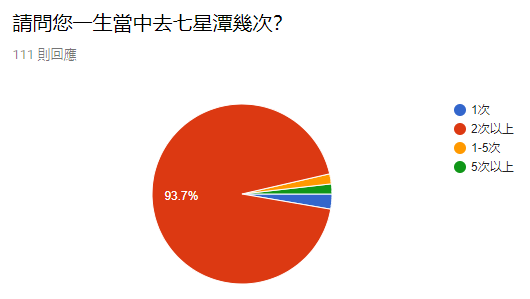 請問您一生當中去七星潭幾次?
111 則回應
93.7%
1次
2次以上
1-5次
5次以上